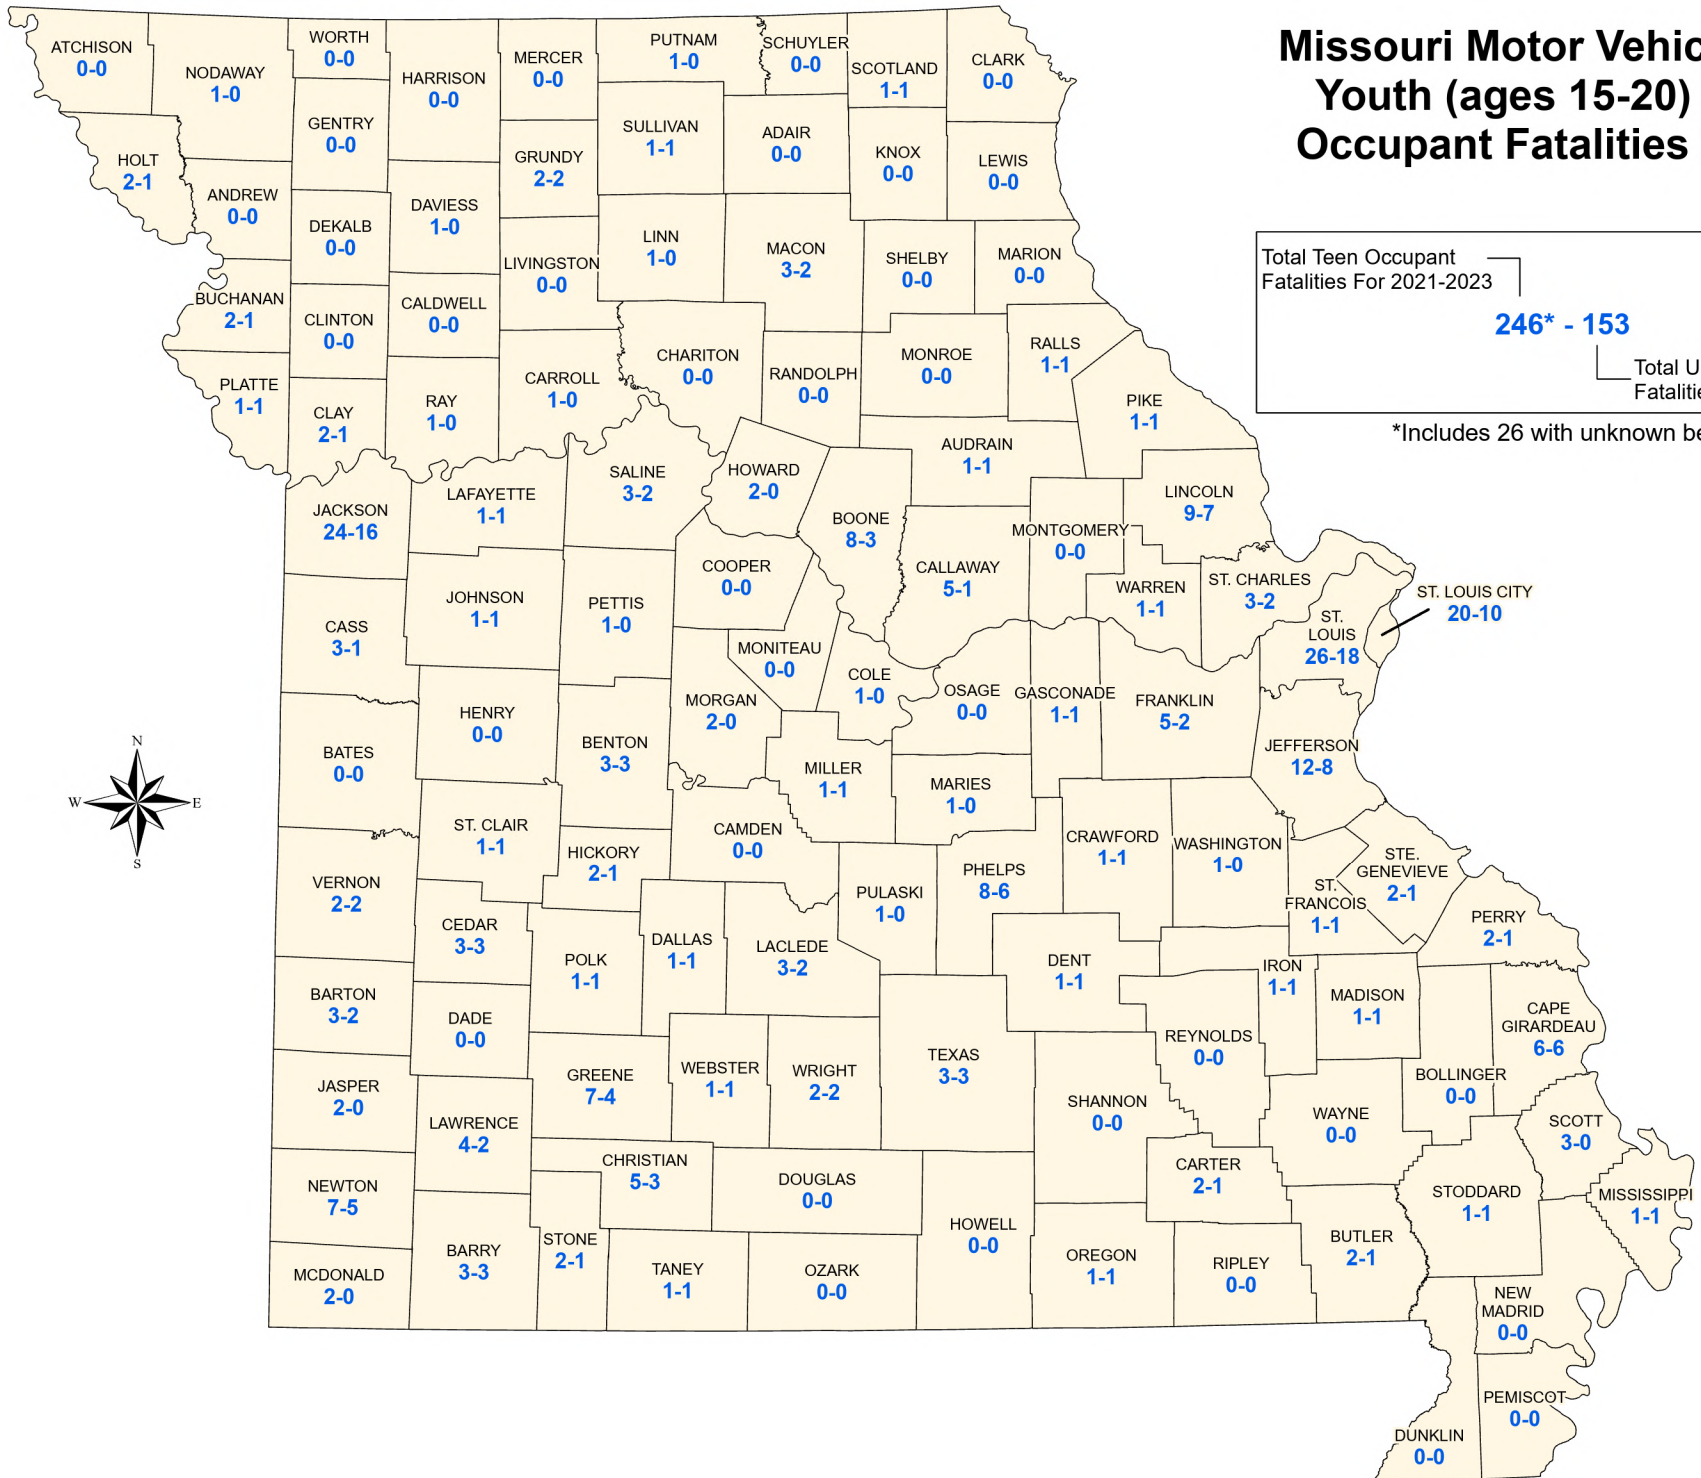 Missouri Motor Vehic
Youth (ages 15-20)
Occupant Fatalities
Total Teen Occupant
Fatalities For 2021-2023
246* - 153
Total U
Fatalitie
*Includes 26 with unknown be
ATCHISON
0-0
NODAWAY
1-0
WORTH
0-0
HARRISON
0-0
MERCER
0-0
PUTNAM
1-0
SCHUYLER
0-0
SCOTLAND
1-1
CLARK
0-0
HOLT
2-1
ANDREW
0-0
GENTRY
0-0
DEKALB
0-0
DAVIESS
1-0
GRUNDY
2-2
SULLIVAN
1-1
ADAIR
0-0
KNOX
0-0
LEWIS
0-0
LIVINGSTON
0-0
LINN
1-0
MACON
3-2
SHELBY
0-0
MARION
0-0
BUCHANAN
2-1
CLINTON
0-0
CALDWELL
0-0
PLATTE
1-1
CLAY
2-1
RAY
1-0
CARROLL
1-0
CHARITON
0-0
RANDOLPH
0-0
MONROE
0-0
RALLS
1-1
PIKE
1-1
AUDRAIN
1-1
JACKSON
24-16
LAFAYETTE
1-1
SALINE
3-2
HOWARD
2-0
BOONE
8-3
CALLAWAY
5-1
MONTGOMERY
0-0
LINCOLN
9-7
WARREN
1-1
ST. CHARLES
3-2
ST.
LOUIS
26-18
ST. LOUIS CITY
20-10
CASS
3-1
JOHNSON
1-1
PETTIS
1-0
COOPER
0-0
MONITEAU
0-0
MORGAN
2-0
COLE
1-0
OSAGE
0-0
GASCONADE
1-1
FRANKLIN
5-2
JEFFERSON
12-8
BATES
0-0
HENRY
0-0
BENTON
3-3
MILLER
1-1
MARIES
1-0
N
W
E
S
ST. CLAIR
1-1
HICKORY
2-1
CAMDEN
0-0
PULASKI
1-0
PHELPS
8-6
CRAWFORD
1-1
WASHINGTON
1-0
ST.
FRANCOIS
1-1
STE.
GENEVIEVE
2-1
PERRY
2-1
VERNON
2-2
CEDAR
3-3
POLK
1-1
DALLAS
1-1
LACLEDE
3-2
DENT
1-1
IRON
1-1
MADISON
1-1
CAPE
GIRARDEAU
6-6
BARTON
3-2
DADE
0-0
GREENE
7-4
WEBSTER
1-1
WRIGHT
2-2
TEXAS
3-3
REYNOLDS
0-0
BOLLINGER
0-0
JASPER
2-0
LAWRENCE
4-2
SHANNON
0-0
WAYNE
0-0
SCOTT
3-0
NEWTON
7-5
CHRISTIAN
5-3
DOUGLAS
0-0
CARTER
2-1
STODDARD
1-1
MISSISSIPPI
1-1
MCDONALD
2-0
BARRY
3-3
STONE
2-1
TANEY
1-1
OZARK
0-0
HOWELL
0-0
OREGON
1-1
RIPLEY
0-0
BUTLER
2-1
NEW
MADRID
0-0
PEMISCOT
0-0
DUNKLIN
0-0